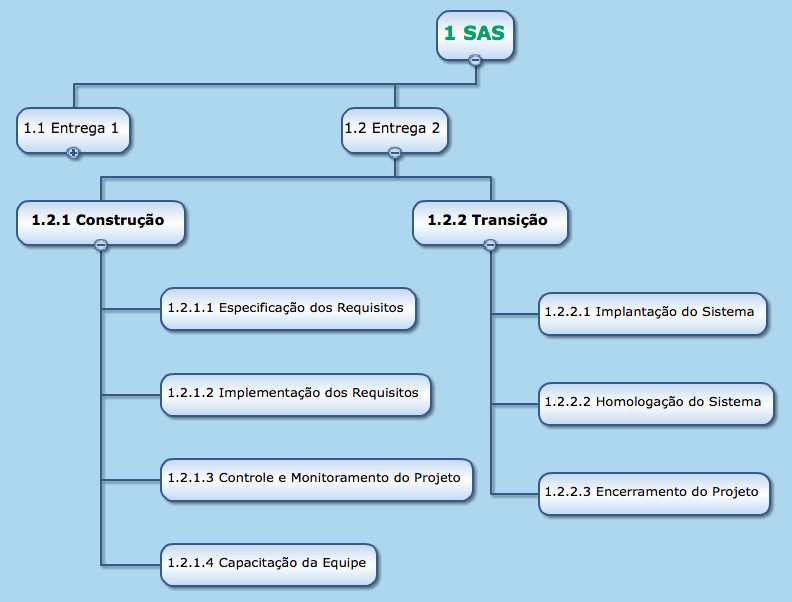 1 SAS
1.1 Entrega 1
1.2 Entrega 2
1.2.1 Construção
1.2.2 Transição
1.2.1.1 Especificação dos Requisitos
1.2.1.2 Implementação dos Requisitos
1.2.1.3 Controle e Monitoramento do Projeto
1.2.1.4 Capacitação da Equipe
1.2.2.1 Implantação do Sistema
1.2.2.2 Homologação do Sistema
1.2.2.3 Encerramento do Projeto